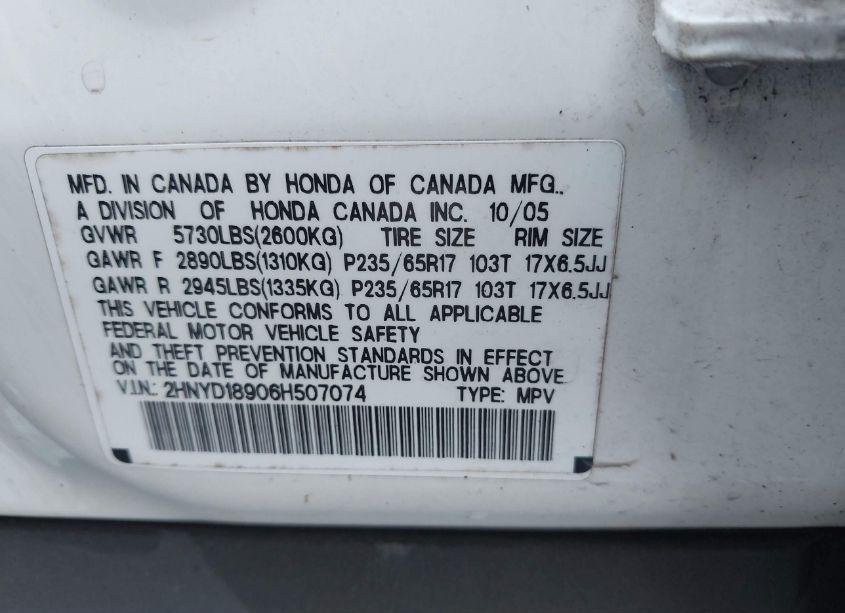 MFD. IN CANADA BY HONDA OF CANADA MFG.,
A DIVISION OF HONDA CANADA INC. 10/05
GVWR 5730LBS(2600KG) TIRE SIZE RIM SIZE
GAWR F 2890LBS(1310KG) P235/65R17 103T 17X6.5JJ
GAWR R 2945LBS(1335KG) P235/65R17 103T 17X6.5JJ
THIS VEHICLE CONFORMS TO ALL APPLICABLE
FEDERAL MOTOR VEHICLE SAFETY
AND THEFT PREVENTION STANDARDS IN EFFECT
ON THE DATE OF MANUFACTURE SHOWN ABOVE
V.I.N.: 2HNYD18906H507074 TYPE: MPV